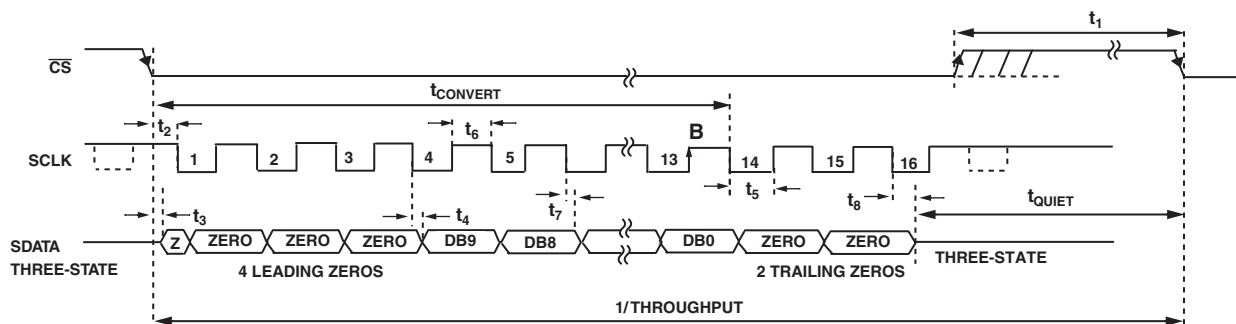 t1
CS
tCONVERT
t2
t6
B
SCLK
1
2
3
4
5
13
14
15
16
t5
t8
tQUIET
t3
t4
t7
SDATA
THREE-STATE
Z
ZERO
ZERO
ZERO
DB9
DB8
DB0
ZERO
ZERO
THREE-STATE
4 LEADING ZEROS
2 TRAILING ZEROS
1/THROUGHPUT